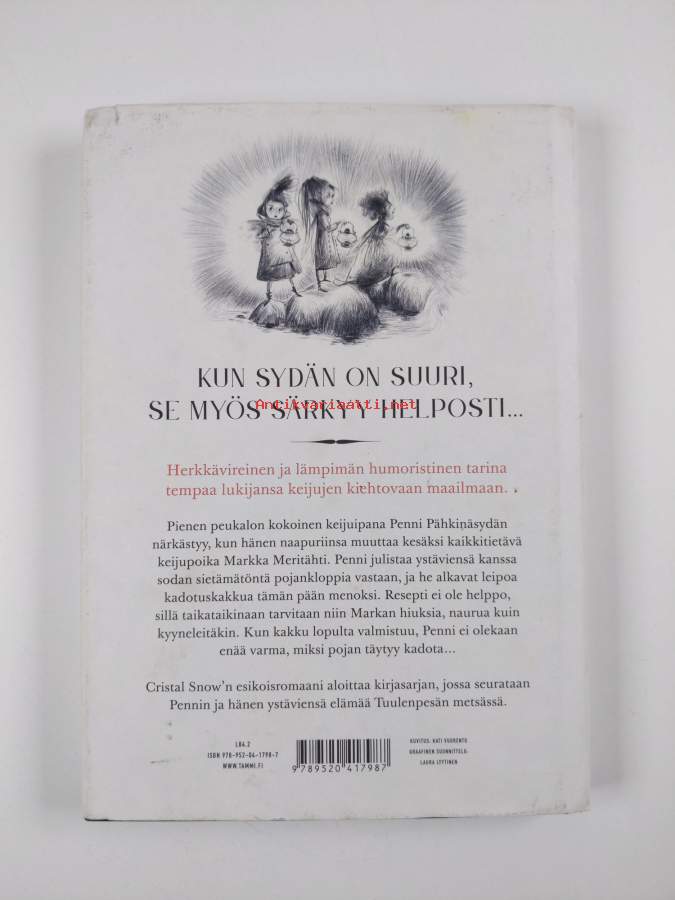 KUN SYDÄN ON SUURI,
SE MYÖS SÄRKYY HELPOSTI...
Antikvariaatti.net
Herkkävireinen ja lämpimän humoristinen tarina
tempaa lukijansa keijujen kiehtovaan maailmaan.
Pienen peukalon kokoinen keijuipana Penni Pähkinäsydän
närkästyy, kun hänen naapuriinsa muuttaa kesäksi kaikkitietävä
keijupoika Markka Meritähti. Penni julistaa ystäviensä kanssa
sodan sietämätöntä pojankloppia vastaan, ja he alkavat leipoa
kadotuskakkua tämän pään menoksi. Resepti ei ole helppo,
sillä taikataikinaan tarvitaan niin Markan hiuksia, naurua kuin
kyyneleitäkin. Kun kakku lopulta valmistuu, Penni ei olekaan
enää varma, miksi pojan täytyy kadota…
Cristal Snow'n esikoisromaani aloittaa kirjasarjan, jossa seurataan
Pennin ja hänen ystäviensä elämää Tuulenpesän metsässä.
L84.2
ISBN 978-952-04-1798-7
WWW.TAMMI.FI
9 789520 417987
KUVITUS: KATI VUORENTO
GRAAFINEN SUUNNITTELU:
LAURA LYYTINEN